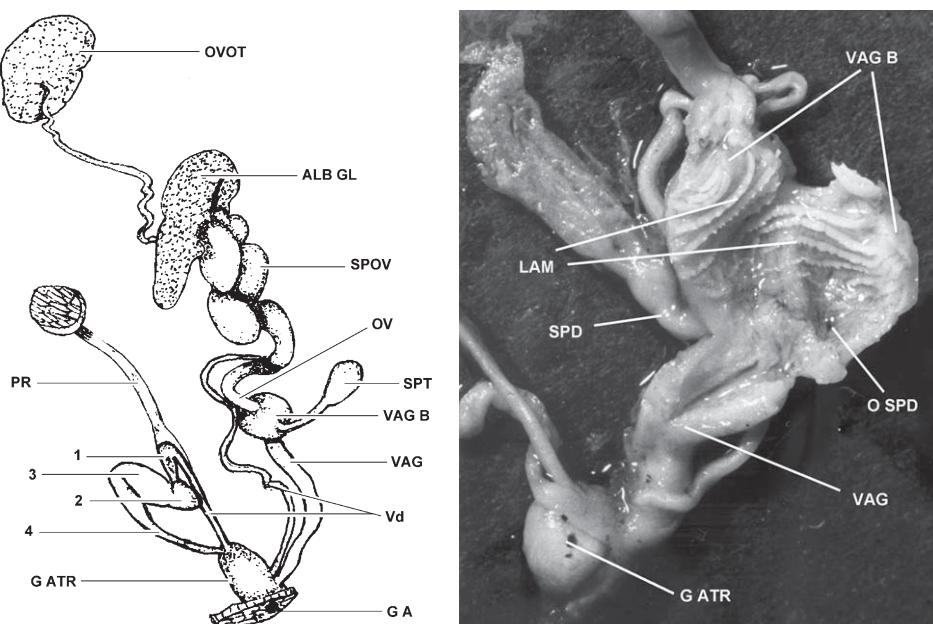 OVOT
ALB GL
SPOV
OV
PR
SPT
VAG B
1
3
VAG
2
4
Vd
G ATR
G A
VAG B
LAM
SPD
O SPD
VAG
G ATR